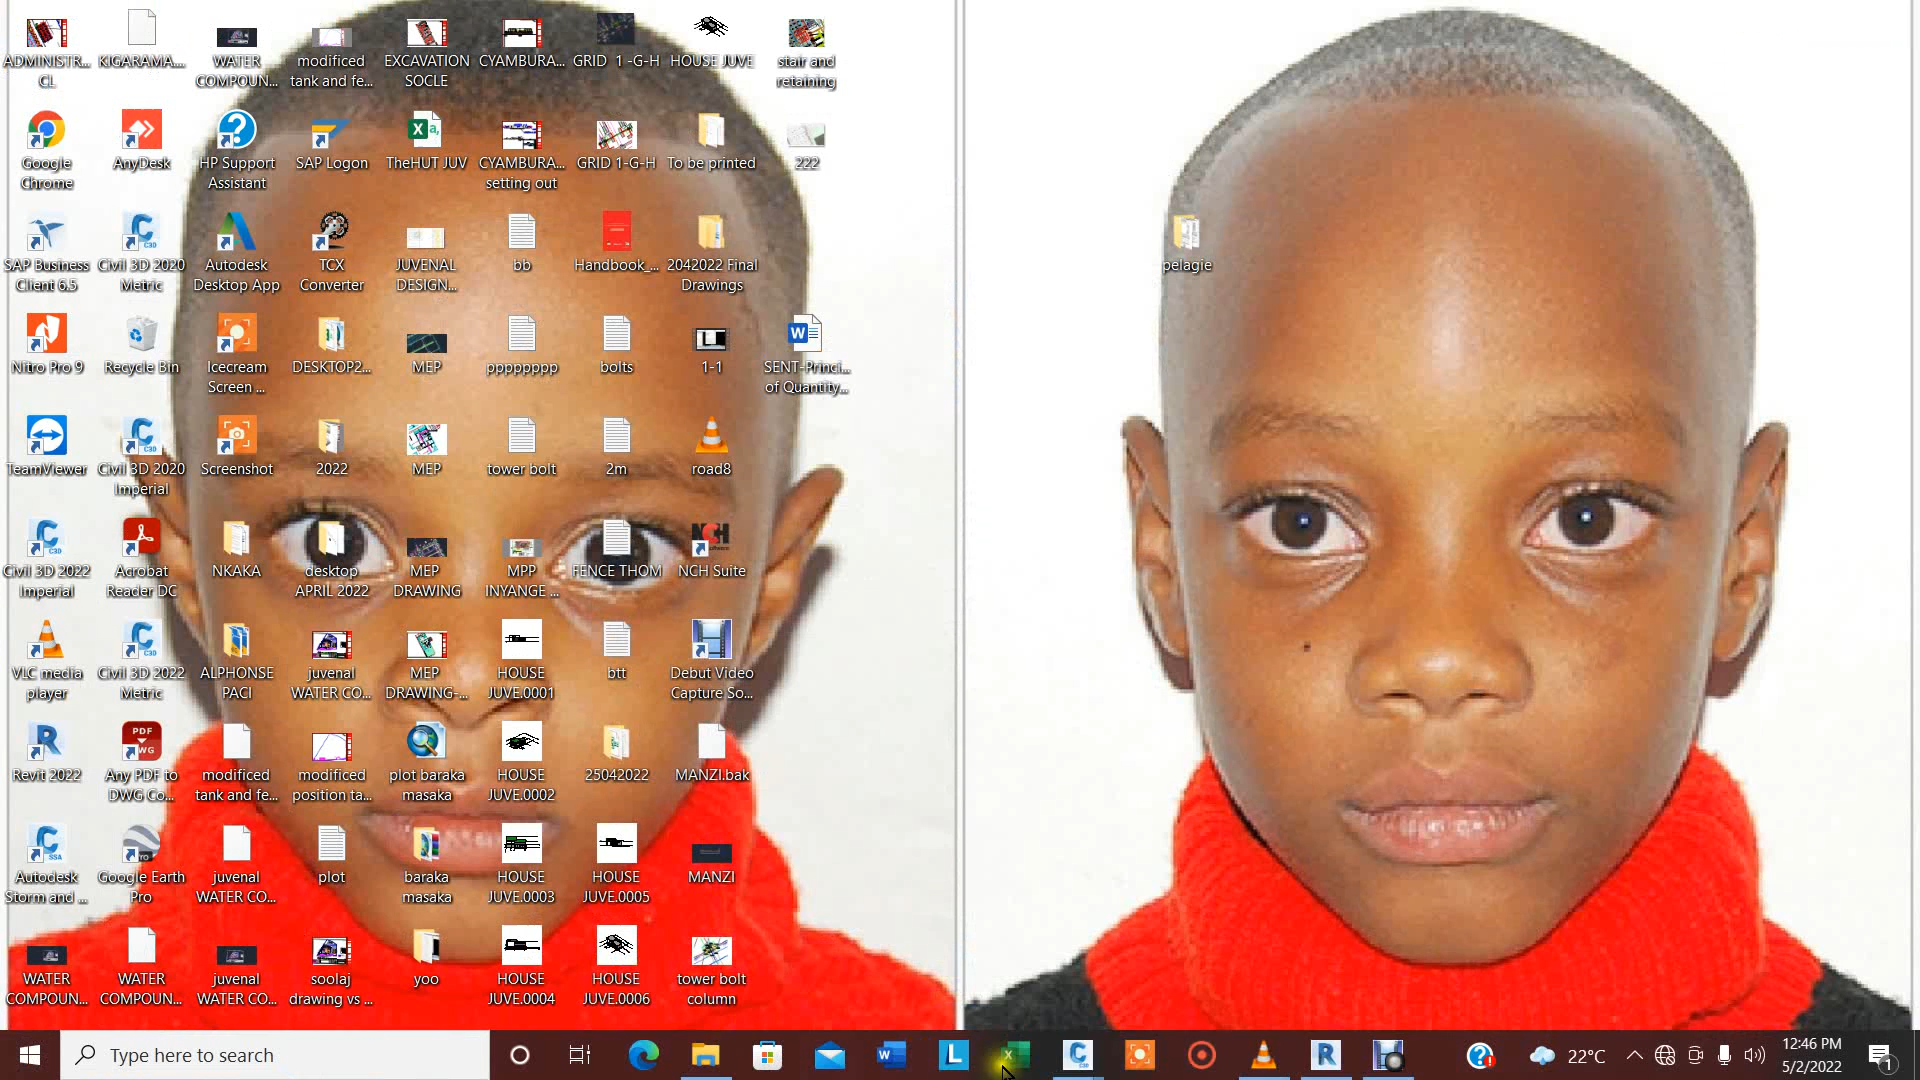 ADMINISTR...
CL
KIGARAMA....
WATER
COMPOUN...
modificed
tank and fe...
EXCAVATION
SOCLE
CYAMBURA...
GRID 1 -G-H
HOUSE JUVE
stair and
retaining
Google
Chrome
AnyDesk
HP Support
Assistant
SAP Logon
TheHUT JUV
CYAMBURA...
setting out
GRID 1-G-H
To be printed
222
SAP Business
Client 6.5
Civil 3D 2020
Metric
Autodesk
Desktop App
TCX
Converter
JUVENAL
DESIGN...
bb
Handbook_...
2042022 Final
Drawings
pelagie
Nitro Pro 9
Recycle Bin
Icecream
Screen ...
DESKTOP2...
MEP
pppppppp
bolts
1-1
SENT-Princi...
of Quantity...
TeamViewer
Civil 3D 2020
Imperial
Screenshot
2022
MEP
tower bolt
2m
road8
Civil 3D 2022
Imperial
Acrobat
Reader DC
NKAKA
desktop
APRIL 2022
MEP
DRAWING
MPP
INYANGE ...
FENCE THOM
NCH Suite
VLC media
player
Civil 3D 2022
Metric
ALPHONSE
PACI
juvenal
WATER CO...
MEP
DRAWING-...
HOUSE
JUVE.0001
btt
Debut Video
Capture So...
Revit 2022
Any PDF to
DWG Co...
modificed
tank and fe...
modificed
position ta...
plot baraka
masaka
HOUSE
JUVE.0002
25042022
MANZI.bak
Autodesk
Storm and ...
Google Earth
Pro
juvenal
WATER CO...
plot
baraka
masaka
HOUSE
JUVE.0003
HOUSE
JUVE.0005
MANZI
WATER
COMPOUN...
WATER
COMPOUN...
juvenal
WATER CO...
soolaj
drawing vs ...
yoo
HOUSE
JUVE.0004
HOUSE
JUVE.0006
tower bolt
column
Type here to search
22°C
12:46 PM
5/2/2022
1